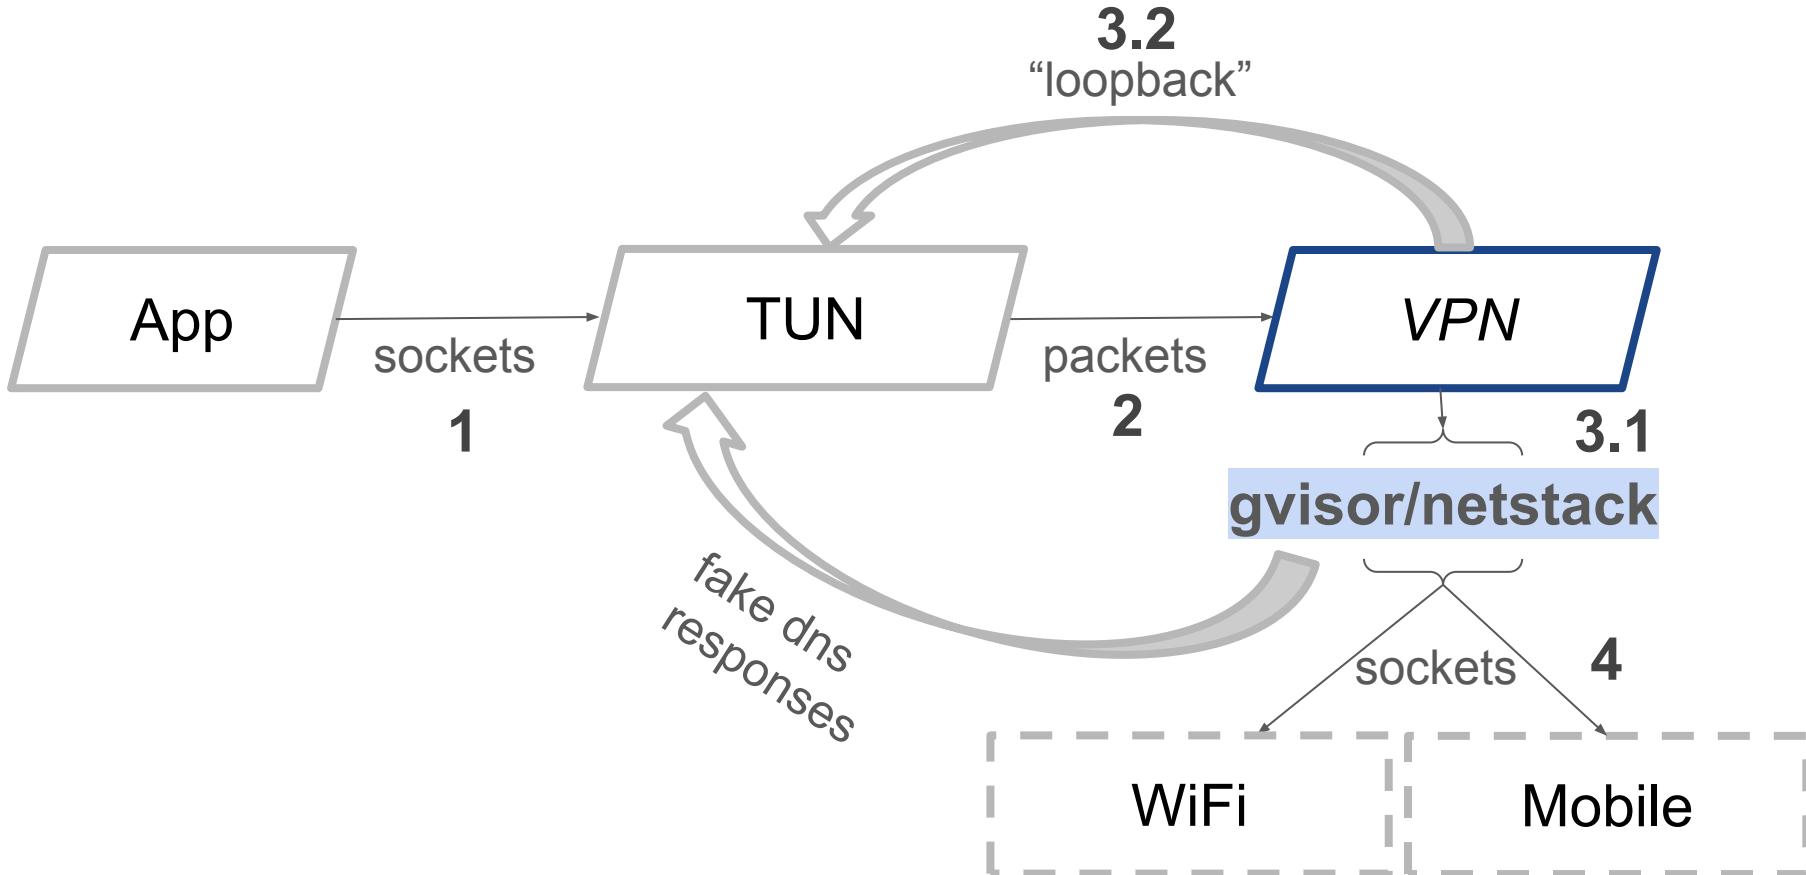 3.2
“loopback”
App
TUN
VPN
sockets
1
packets
2
3.1
gvisor/netstack
fake dns
responses
sockets
4
WiFi
Mobile